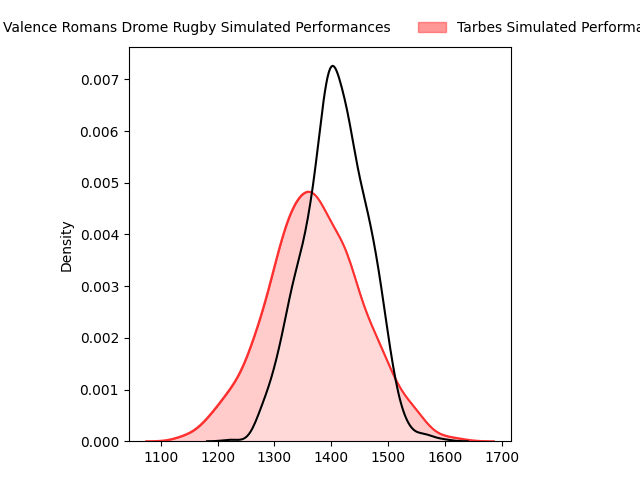 Valence Romans Drome Rugby Simulated Performances
Tarbes Simulated Performa
0.007
0.006
0.005
0.004
0.003
0.002
0.001
0.000
Density
1100 1200 1300 1400 1500 1600 1700